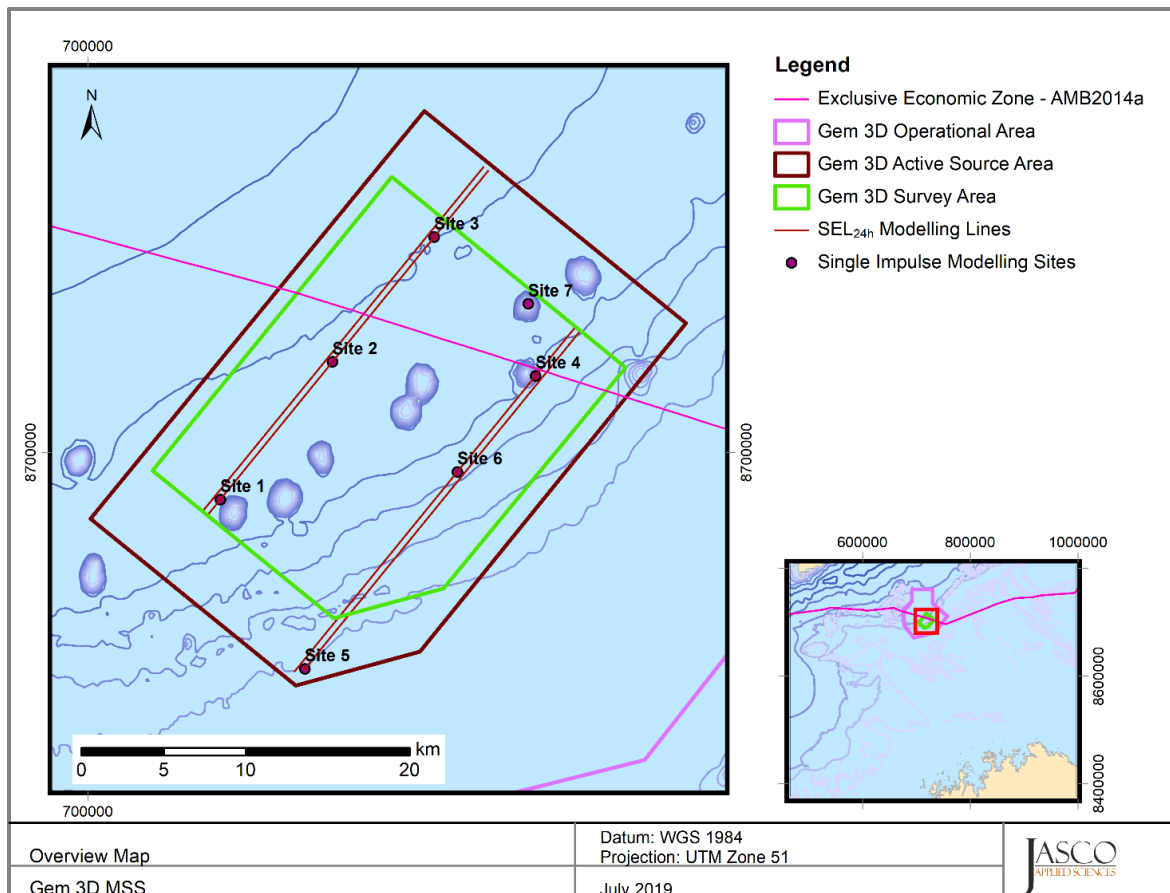 700000
N
8700000
8700000
Site 3
Site 7
Site 2
Site 4
Site 6
Site 1
Site 5
km
0 5 10 20
700000
Legend
Exclusive Economic Zone - AMB2014a
Gem 3D Operational Area
Gem 3D Active Source Area
Gem 3D Survey Area
SEL24h Modelling Lines
Single Impulse Modelling Sites
600000 800000 1000000
8600000
8400000
Overview Map
Datum: WGS 1984
Projection: UTM Zone 51
Gem 3D MSS
July 2019
JASCO
APPLIED SCIENCES